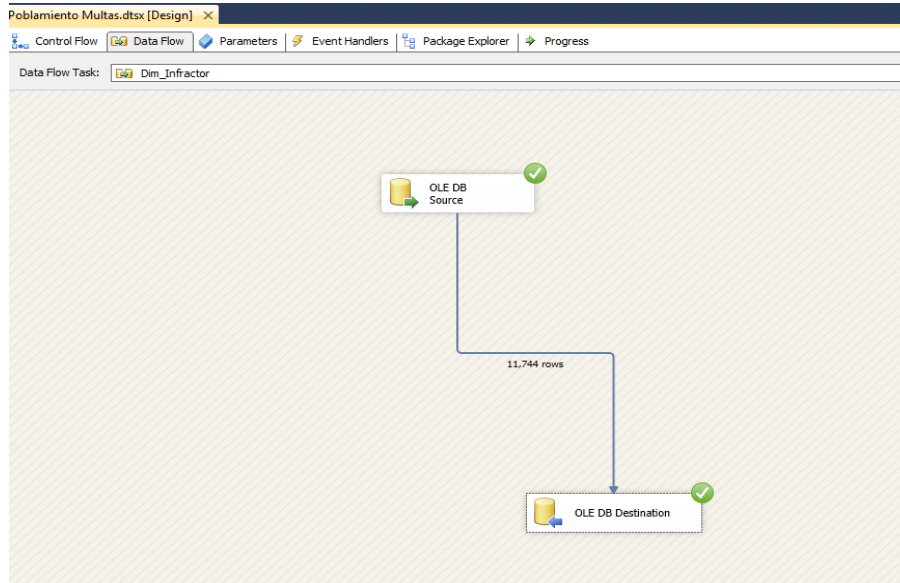 Poblamiento Multas.dtsx [Design]
Control Flow Data Flow Parameters Event Handlers Package Explorer Progress
Data Flow Task: Dim_Infractor
OLE DB
Source
11,744 rows
OLE DB Destination